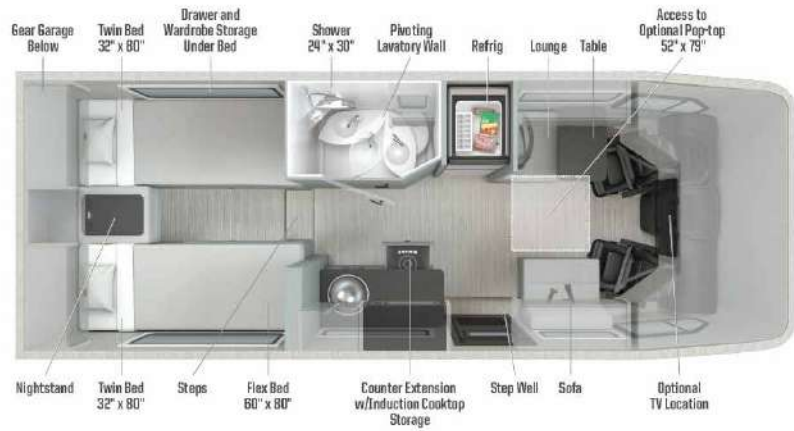 Gear Garage
Below
Twin Bed
32" x 80"
Drawer and
Wardrobe Storage
Under Bed
Shower
24" x 30"
Pivoting
Lavatory Wall
Refrig
Lounge
Table
Access to
Optional Pop-top
52" x 79"
Nightstand
Twin Bed
32" x 80"
Steps
Flex Bed
60" x 80"
Counter Extension
w/Induction Cooktop
Storage
Step Well
Sofa
Optional
TV Location